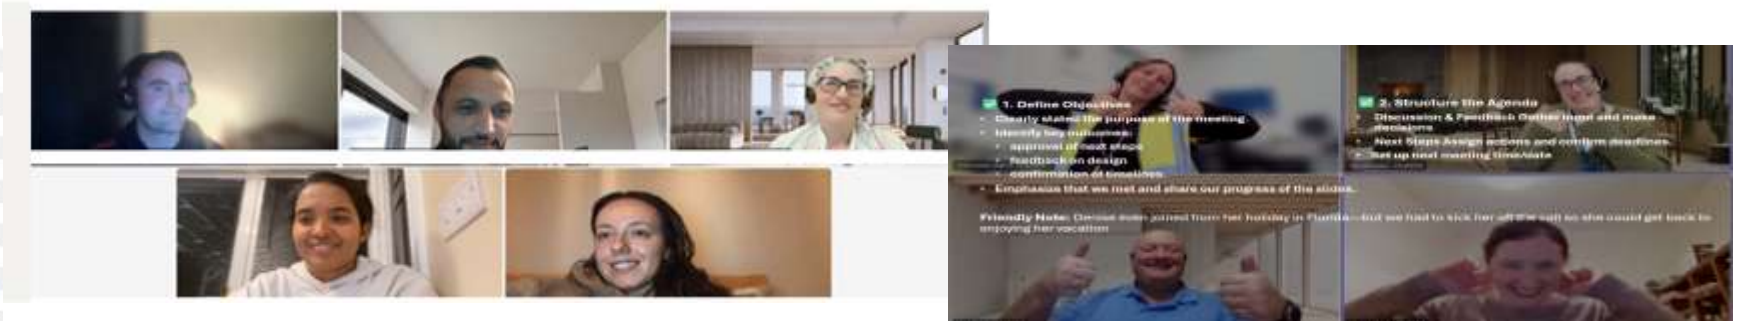 ✅ 1. Define Objectives
• Clearly stated the purpose of the meeting
• Identify key outcomes:
• approval of next steps
• feedback on design
• confirmation of timelines
• Emphasize that we met and share our progress of the slides.
Friendly Note: Denise even joined from her holiday in Florida—but we had to kick her off the call so she could get back to
enjoying her vacation
✅ 2. Structure the Agenda
Discussion & Feedback Gather input and make
decisions
• Next Steps Assign actions and confirm deadlines
• Set up next meeting time/date